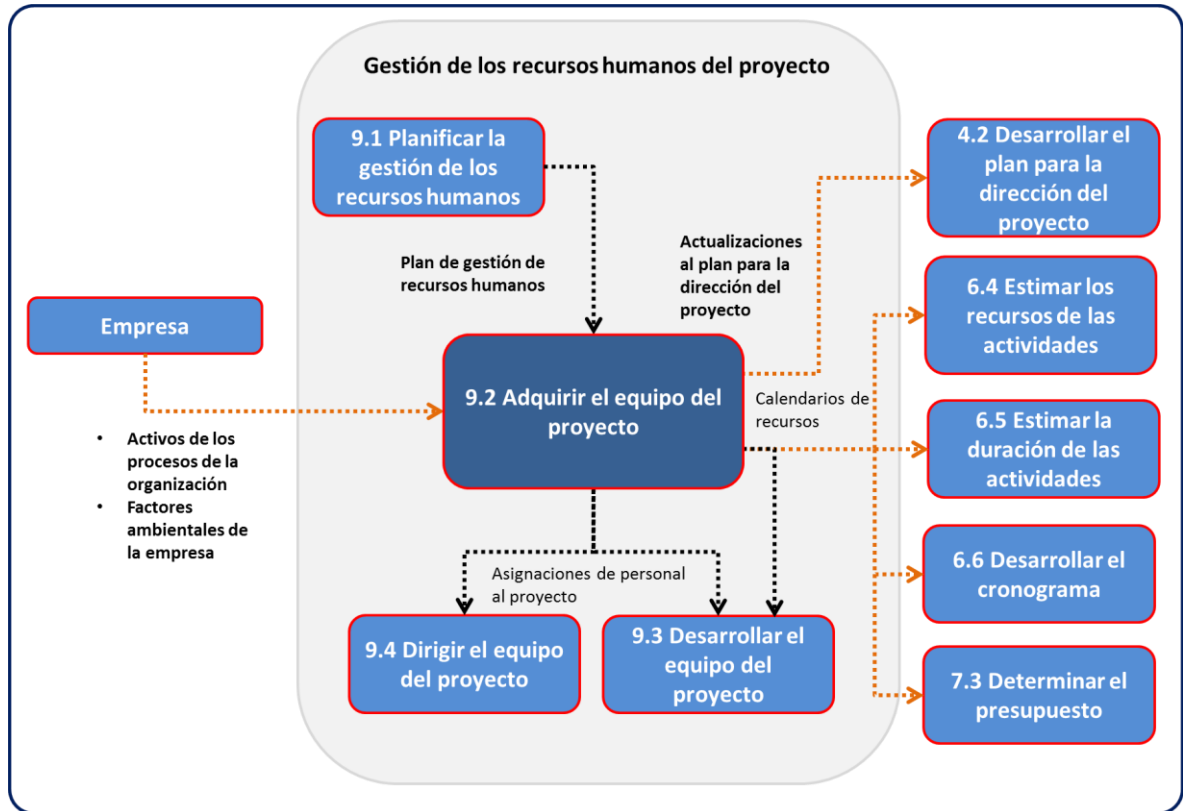 Gestión de los recursos humanos del proyecto
9.1 Planificar la
gestión de los
recursos humanos
4.2 Desarrollar el
plan para la
dirección del
proyecto
Actualizaciones
al plan para la
dirección del
proyecto
Plan de gestión de
recursos humanos
6.4 Estimar los
recursos de las
actividades
Empresa
9.2 Adquirir el equipo del
proyecto
Calendarios de
recursos
6.5 Estimar la
duración de las
actividades
• Activos de los
procesos de la
organización
• Factores
ambientales de
la empresa
6.6 Desarrollar el
cronograma
Asignaciones de personal
al proyecto
9.4 Dirigir el equipo
del proyecto
9.3 Desarrollar el
equipo del
proyecto
7.3 Determinar el
presupuesto